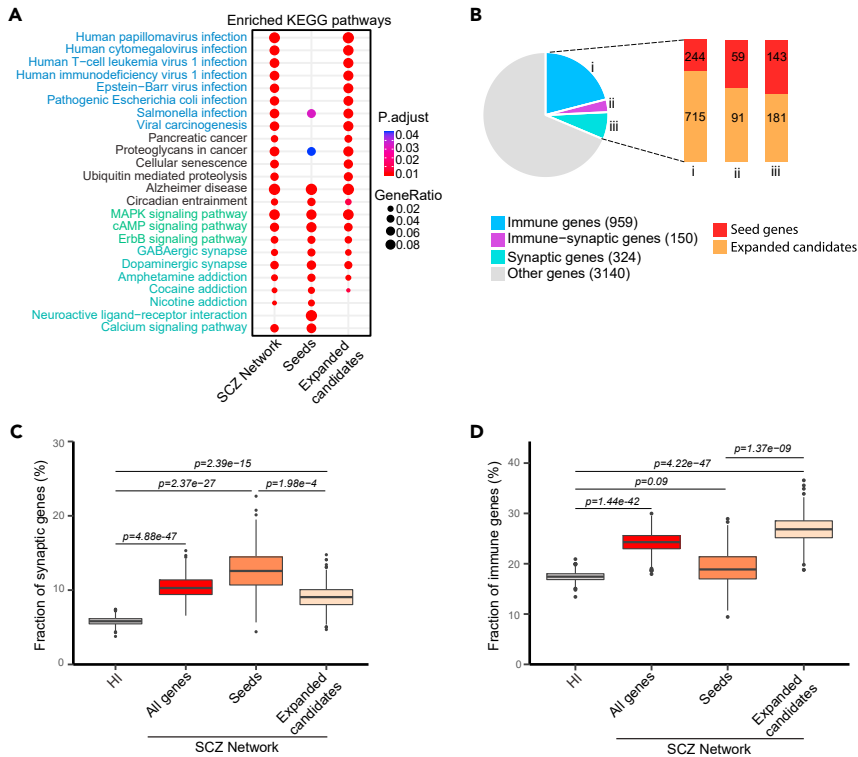 A
Enriched KEGG pathways
Human papillomavirus infection
Human cytomegalovirus infection
Human T−cell leukemia virus 1 infection
Human immunodeficiency virus 1 infection
Epstein−Barr virus infection
Pathogenic Escherichia coli infection
Salmonella infection
Viral carcinogenesis
Pancreatic cancer
Proteoglycans in cancer
Cellular senescence
Ubiquitin mediated proteolysis
Alzheimer disease
Circadian entrainment
MAPK signaling pathway
cAMP signaling pathway
ErbB signaling pathway
GABAergic synapse
Dopaminergic synapse
Amphetamine addiction
Cocaine addiction
Nicotine addiction
Neuroactive ligand−receptor interaction
Calcium signaling pathway
SCZ Network
Seeds
Expanded
candidates
P.adjust
0.04
0.03
0.02
0.01
GeneRatio
0.02
0.04
0.06
0.08
B
i
ii
iii
244
59
143
715
91
181
i
ii
iii
Immune genes (959)
Immune−synaptic genes (150)
Synaptic genes (324)
Other genes (3140)
Seed genes
Expanded candidates
C
Fraction of synaptic genes (%)
30
20
10
0
p=2.39e−15
p=2.37e−27
p=1.98e−4
p=4.88e-47
HI
All genes
Seeds
Expanded
candidates
SCZ Network
D
Fraction of immune genes (%)
40
30
20
10
0
p=1.37e−09
p=4.22e−47
p=0.09
p=1.44e−42
HI
All genes
Seeds
Expanded
candidates
SCZ Network